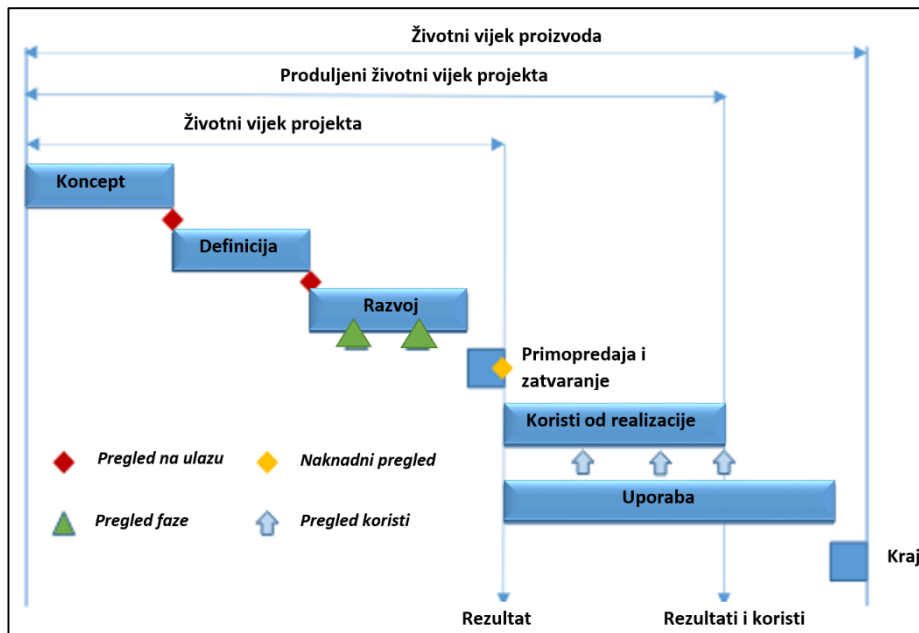 Životni vijek proizvoda
Produljeni životni vijek projekta
Životni vijek projekta
Koncept
Definicija
Razvoj
Primopredaja i
zatvaranje
Koristi od realizacije
Pregled na ulazu
Naknadni pregled
Uporaba
Pregled faze
Pregled koristi
Kraj
Rezultat
Rezultati i koristi